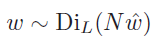 w ∼ Di_L(Nŵ)